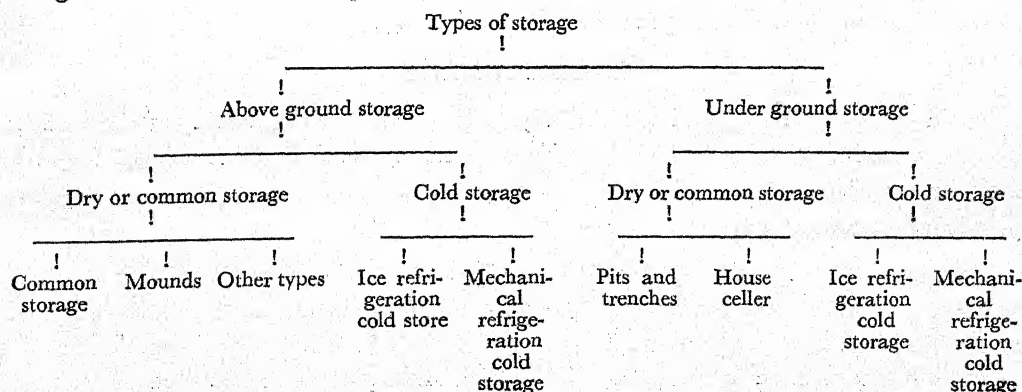 Types of storage
Above ground storage
Under ground storage
Dry or common storage
Cold storage
Dry or common storage
Cold storage
Common
storage
Mounds
Other types
Ice refri-
geration
cold store
Mechani-
cal
refrige-
ration
cold
storage
Pits and
trenches
House
celler
Ice refri-
geration
cold
storage
Mechani-
cal
refrige-
ration
cold
storage